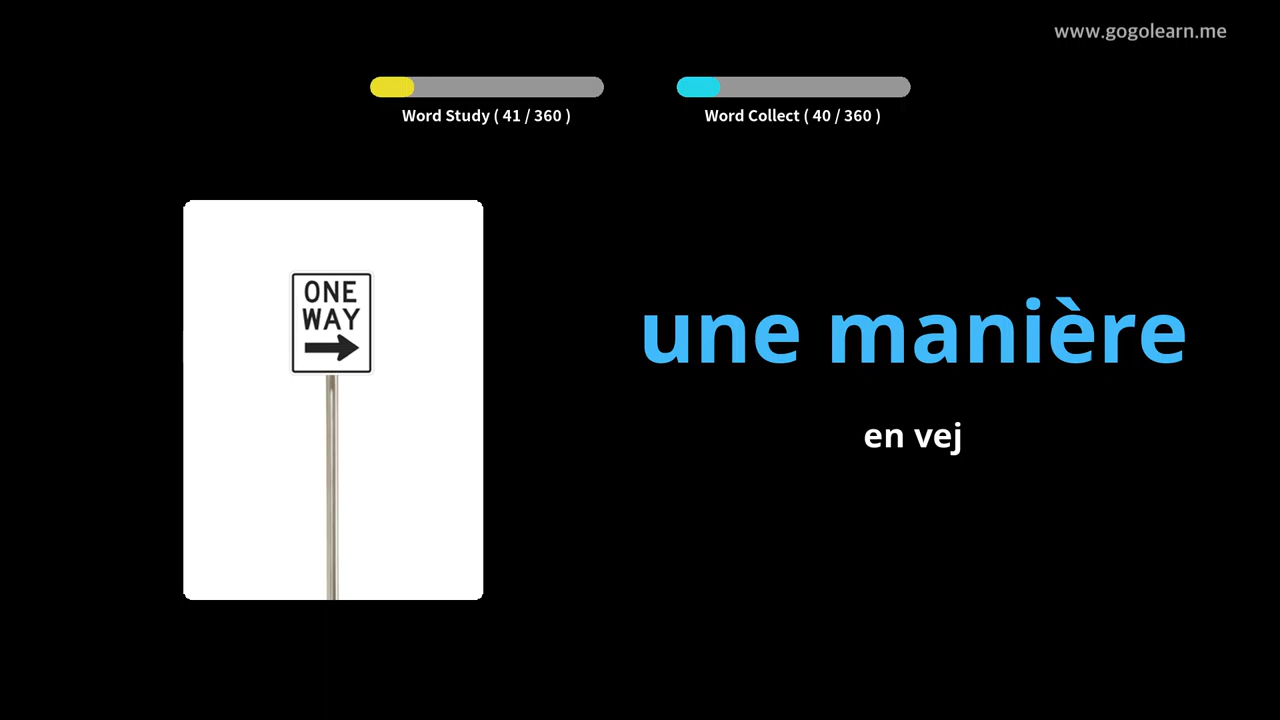 www.gogolearn.me
Word Study ( 41 / 360 )
Word Collect ( 40 / 360 )
ONE
WAY
une manière
en vej